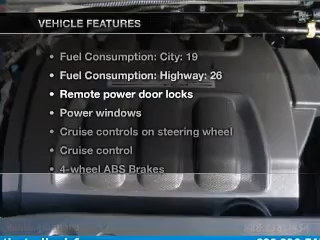 VEHICLE FEATURES
• Fuel Consumption: City: 19
• Fuel Consumption: Highway: 26
• Remote power door locks
• Power windows
• Cruise controls on steering wheel
• Cruise control
• 4-wheel ABS Brakes